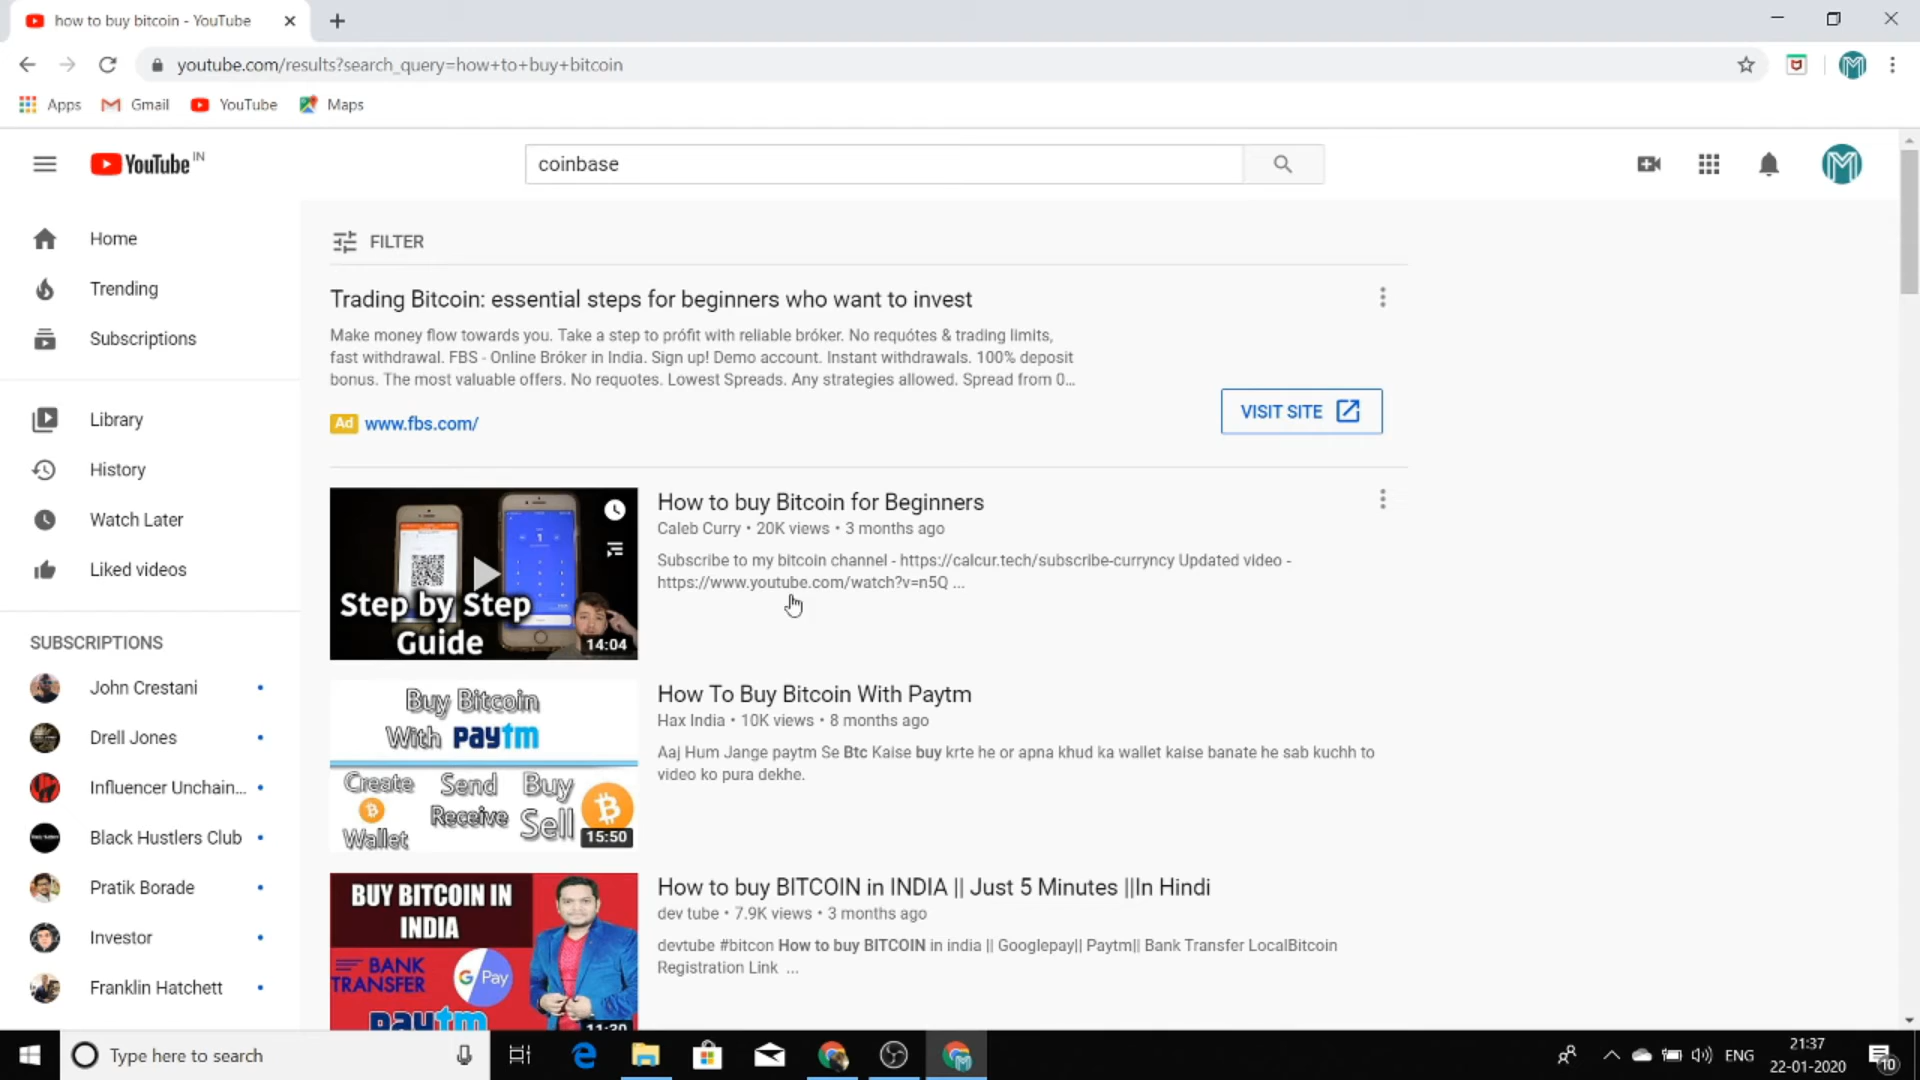 how to buy bitcoin - YouTube
youtube.com/results?search_query=how+to+buy+bitcoin
Apps
Gmail
YouTube
Maps
YouTube IN
coinbase
Home
Trending
Subscriptions
Library
History
Watch Later
Liked videos
SUBSCRIPTIONS
John Crestani
Drell Jones
Influencer Unchain...
Black Hustlers Club
Pratik Borade
Investor
Franklin Hatchett
FILTER
Trading Bitcoin: essential steps for beginners who want to invest
Make money flow towards you. Take a step to prófit with reliable bróker. No requótes & trading limits,
fast withdrawal. FBS - Online Bróker in India. Sign up! Demo account. Instant withdrawals. 100% deposit
bonus. The most valuable offers. No requotes. Lowest Spreads. Any strategies allowed. Spread from 0...
Ad www.fbs.com/
VISIT SITE
Step by Step
Guide
14:04
How to buy Bitcoin for Beginners
Caleb Curry • 20K views • 3 months ago
Subscribe to my bitcoin channel - https://calcur.tech/subscribe-curryncy Updated video -
https://www.youtube.com/watch?v=n5Q ...
Buy Bitcoin
With paytm
Create Wallet
Send Receive
Buy Sell
15:50
How To Buy Bitcoin With Paytm
Hax India • 10K views • 8 months ago
Aaj Hum Jange paytm Se Btc Kaise buy krte he or apna khud ka wallet kaise banate he sab kuchh to
video ko pura dekhe.
BUY BITCOIN IN
INDIA
BANK
TRANSFER
G Pay
paytm
11:20
How to buy BITCOIN in INDIA || Just 5 Minutes ||In Hindi
dev tube • 7.9K views • 3 months ago
devtube #bitcon How to buy BITCOIN in india || Googlepay|| Paytm|| Bank Transfer LocalBitcoin
Registration Link ...
Type here to search
ENG
21:37
22-01-2020
10